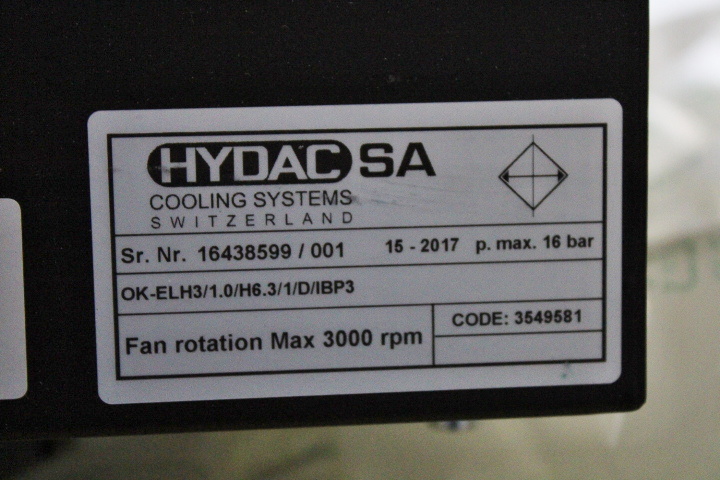 HYDAC SA
COOLING SYSTEMS
SWITZERLAND
Sr. Nr. 16438599 / 001 15 - 2017 p. max. 16 bar
OK-ELH3/1.0/H6.3/1/D/IBP3
Fan rotation Max 3000 rpm
CODE: 3549581